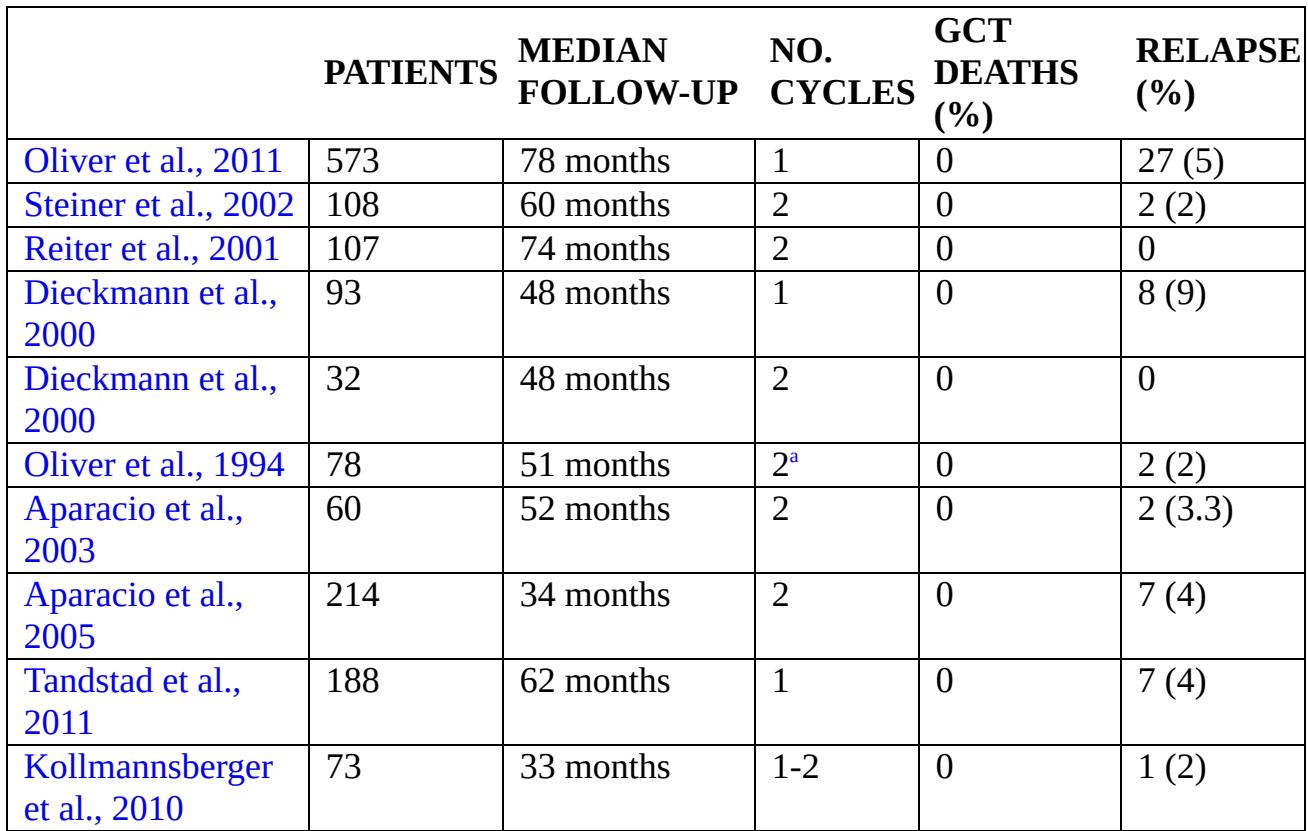 PATIENTS MEDIAN FOLLOW-UP NO. CYCLES GCT DEATHS (%) RELAPSE (%)
Oliver et al., 2011 573 78 months 1 0 27 (5)
Steiner et al., 2002 108 60 months 2 0 2 (2)
Reiter et al., 2001 107 74 months 2 0 0
Dieckmann et al., 93 48 months 1 0 8 (9)
2000
Dieckmann et al., 32 48 months 2 0 0
2000
Oliver et al., 1994 78 51 months 2a 0 2 (2)
Aparacio et al., 60 52 months 2 0 2 (3.3)
2003
Aparacio et al., 214 34 months 2 0 7 (4)
2005
Tandstad et al., 188 62 months 1 0 7 (4)
2011
Kollmannsberger 73 33 months 1-2 0 1 (2)
et al., 2010